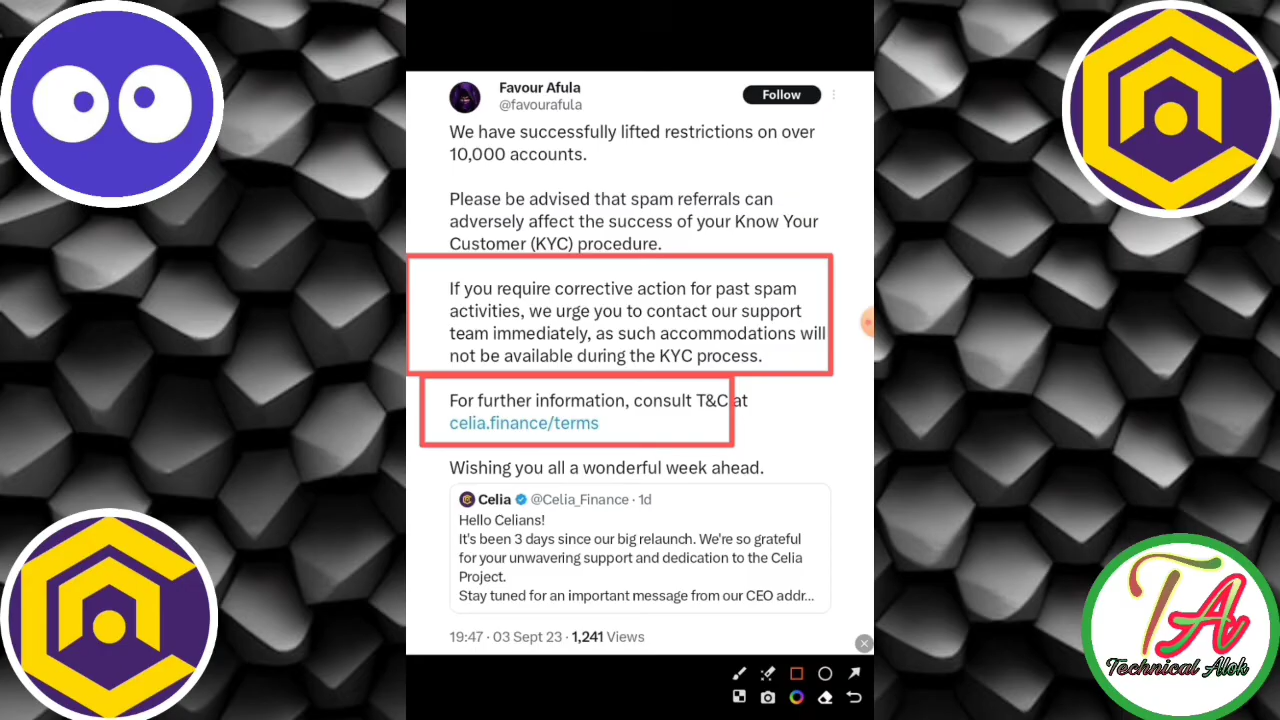 Favour Afula
@favourafula
Follow
We have successfully lifted restrictions on over
10,000 accounts.
Please be advised that spam referrals can
adversely affect the success of your Know Your
Customer (KYC) procedure.
If you require corrective action for past spam
activities, we urge you to contact our support
team immediately, as such accommodations will
not be available during the KYC process.
For further information, consult T&C at
celia.finance/terms
Wishing you all a wonderful week ahead.
Celia @Celia_Finance · 1d
Hello Celians!
It's been 3 days since our big relaunch. We're so grateful
for your unwavering support and dedication to the Celia
Project.
Stay tuned for an important message from our CEO addr...
19:47 · 03 Sept 23 · 1,241 Views
TA
Technical Alok